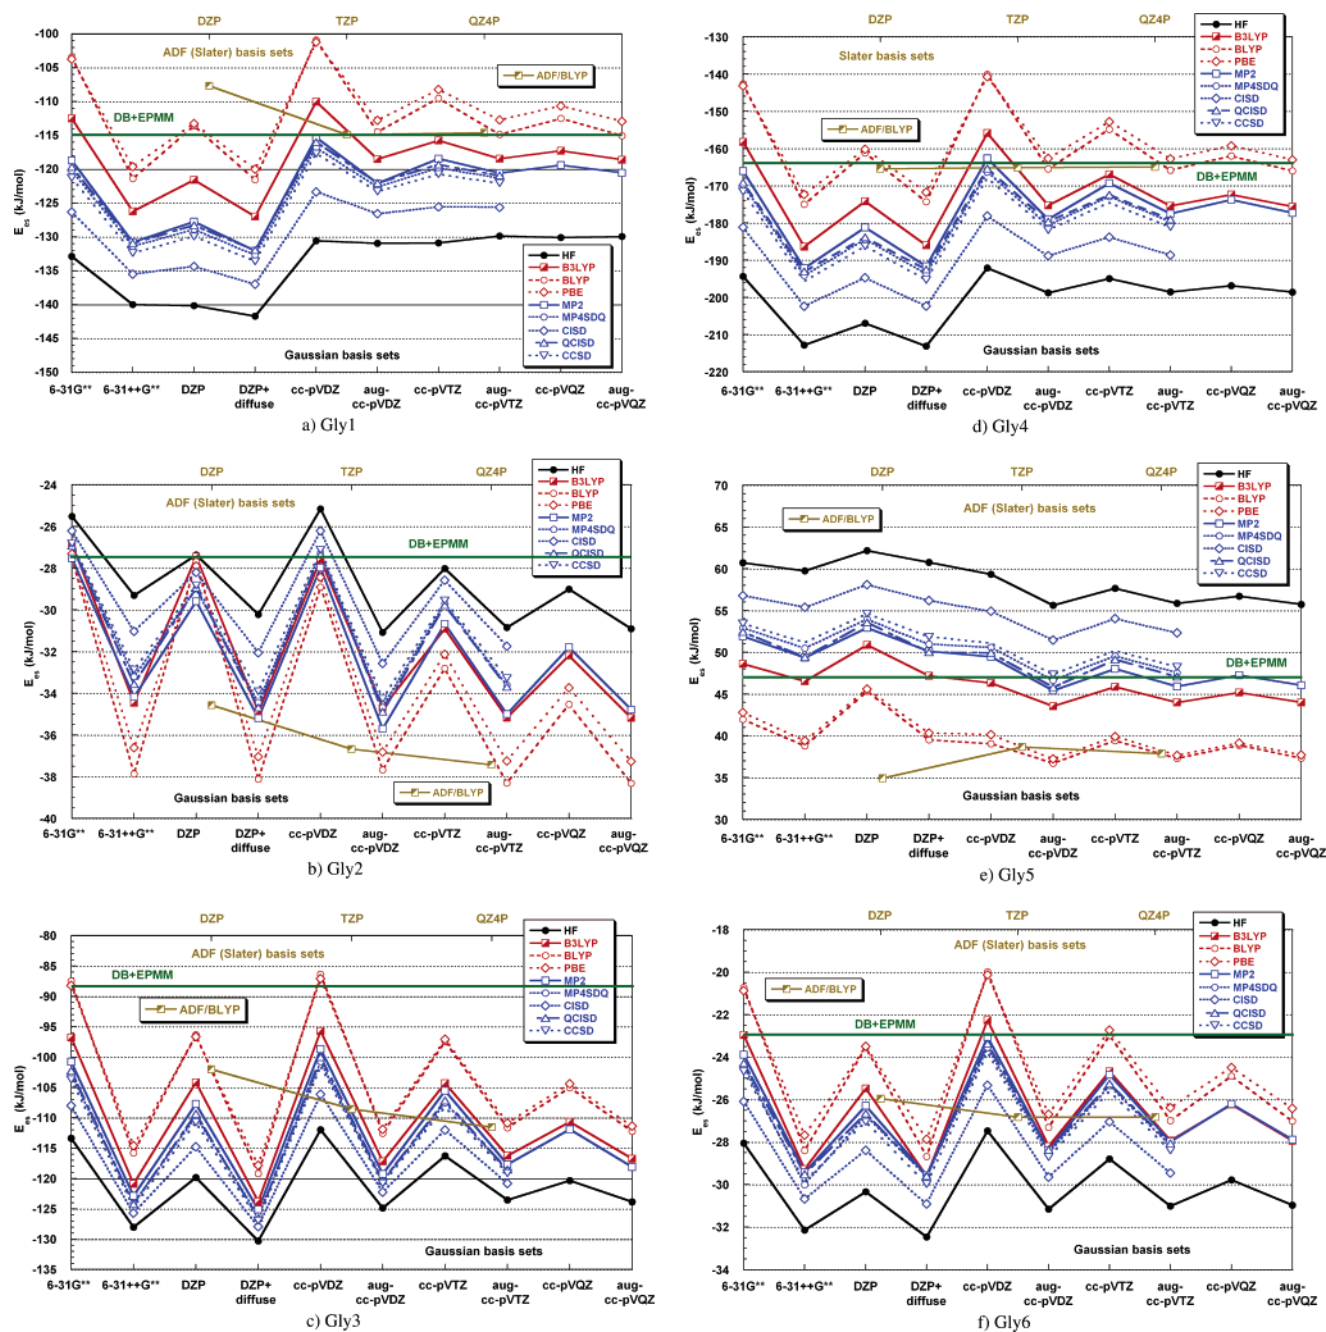 DZP TZP QZ4P
-100
-105
-110
-115
-120
-125
-130
-135
-140
-145
-150
E_es (kJ/mol)
ADF (Slater) basis sets
ADF/BLYP
DB+EPMM
HF
B3LYP
BLYP
PBE
MP2
MP4SDQ
CISD
QCISD
CCSD
Gaussian basis sets
6-31G** 6-31++G** DZP DZP+ diffuse cc-pVDZ aug-cc-pVDZ cc-pVTZ aug-cc-pVTZ cc-pVQZ aug-cc-pVQZ
a) Gly1
DZP TZP QZ4P
-130
-140
-150
-160
-170
-180
-190
-200
-210
-220
E_es (kJ/mol)
Slater basis sets
ADF/BLYP
DB+EPMM
HF
B3LYP
BLYP
PBE
MP2
MP4SDQ
CISD
QCISD
CCSD
Gaussian basis sets
6-31G** 6-31++G** DZP DZP+ diffuse cc-pVDZ aug-cc-pVDZ cc-pVTZ aug-cc-pVTZ cc-pVQZ aug-cc-pVQZ
d) Gly4
DZP TZP QZ4P
-24
-26
-28
-30
-32
-34
-36
-38
-40
E_es (kJ/mol)
ADF (Slater) basis sets
DB+EPMM
HF
B3LYP
BLYP
PBE
MP2
MP4SDQ
CISD
QCISD
CCSD
ADF/BLYP
Gaussian basis sets
6-31G** 6-31++G** DZP DZP+ diffuse cc-pVDZ aug-cc-pVDZ cc-pVTZ aug-cc-pVTZ cc-pVQZ aug-cc-pVQZ
b) Gly2
DZP TZP QZ4P
70
65
60
55
50
45
40
35
30
E_es (kJ/mol)
ADF (Slater) basis sets
ADF/BLYP
HF
B3LYP
BLYP
PBE
MP2
MP4SDQ
CISD
QCISD
CCSD
DB+EPMM
Gaussian basis sets
6-31G** 6-31++G** DZP DZP+ diffuse cc-pVDZ aug-cc-pVDZ cc-pVTZ aug-cc-pVTZ cc-pVQZ aug-cc-pVQZ
e) Gly5
DZP TZP QZ4P
-80
-85
-90
-95
-100
-105
-110
-115
-120
-125
-130
-135
E_es (kJ/mol)
ADF (Slater) basis sets
DB+EPMM
ADF/BLYP
HF
B3LYP
BLYP
PBE
MP2
MP4SDQ
CISD
QCISD
CCSD
Gaussian basis sets
6-31G** 6-31++G** DZP DZP+ diffuse cc-pVDZ aug-cc-pVDZ cc-pVTZ aug-cc-pVTZ cc-pVQZ aug-cc-pVQZ
c) Gly3
DZP TZP QZ4P
-18
-20
-22
-24
-26
-28
-30
-32
-34
E_es (kJ/mol)
ADF (Slater) basis sets
ADF/BLYP
DB+EPMM
HF
B3LYP
BLYP
PBE
MP2
MP4SDQ
CISD
QCISD
CCSD
Gaussian basis sets
6-31G** 6-31++G** DZP DZP+ diffuse cc-pVDZ aug-cc-pVDZ cc-pVTZ aug-cc-pVTZ cc-pVQZ aug-cc-pVQZ
f) Gly6